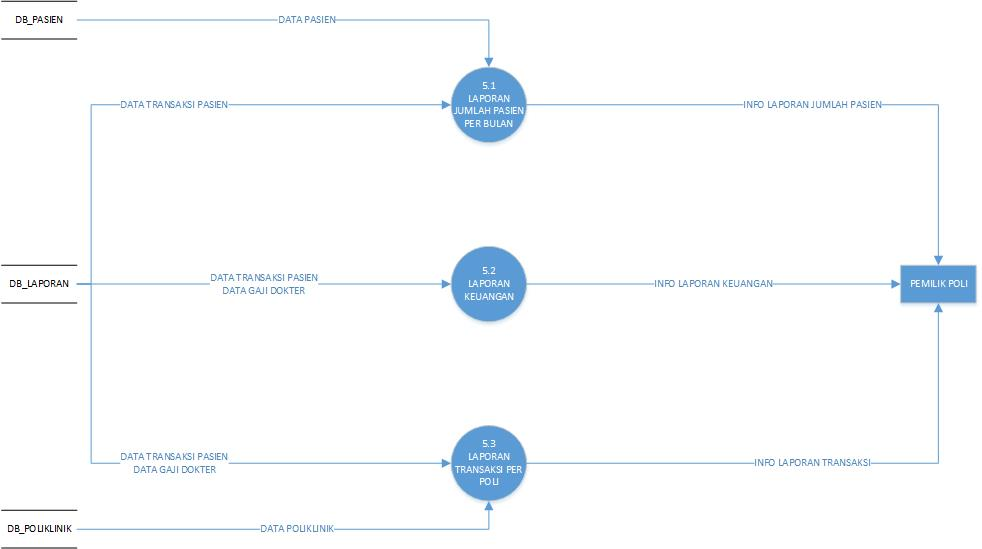 DB_PASIEN
DATA PASIEN
5.1
LAPORAN
JUMLAH PASIEN
PER BULAN
DATA TRANSAKSI PASIEN
INFO LAPORAN JUMLAH PASIEN
DB_LAPORAN
DATA TRANSAKSI PASIEN
DATA GAJI DOKTER
5.2
LAPORAN
KEUANGAN
INFO LAPORAN KEUANGAN
PEMILIK POLI
DATA TRANSAKSI PASIEN
DATA GAJI DOKTER
5.3
LAPORAN
TRANSAKSI PER
POLI
INFO LAPORAN TRANSAKSI
DB_POLIKLINIK
DATA POLIKLINIK